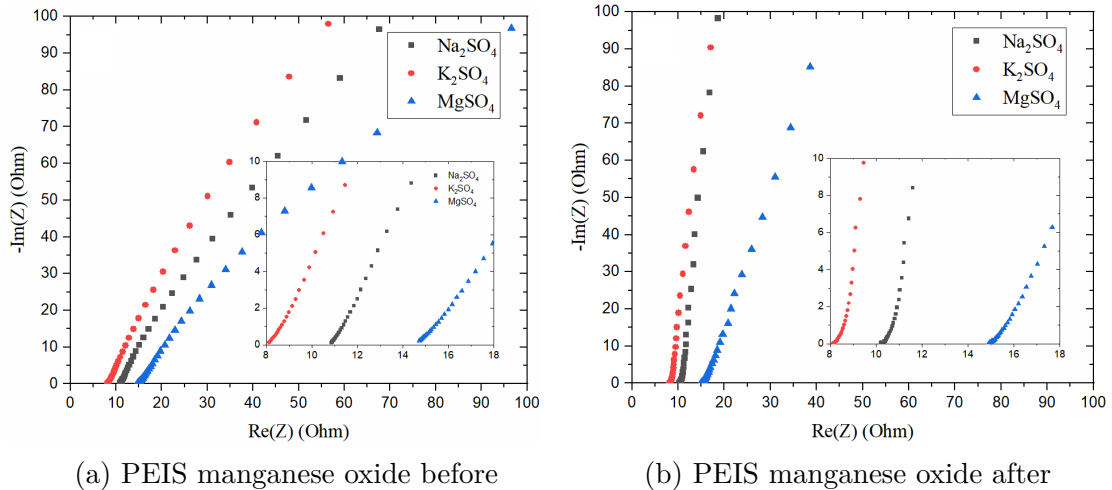 100
90
80
70
60
50
40
30
20
10
0
-Im(Z) (Ohm)
Na₂SO₄
K₂SO₄
MgSO₄
10
8
6
4
2
0
Na₂SO₄
K₂SO₄
MgSO₄
8 10 12 14 16 18
0 10 20 30 40 50 60 70 80 90 100
Re(Z) (Ohm)
(a) PEIS manganese oxide before
100
90
80
70
60
50
40
30
20
10
0
-Im(Z) (Ohm)
Na₂SO₄
K₂SO₄
MgSO₄
10
8
6
4
2
0
8 10 12 14 16 18
0 10 20 30 40 50 60 70 80 90 100
Re(Z) (Ohm)
(b) PEIS manganese oxide after